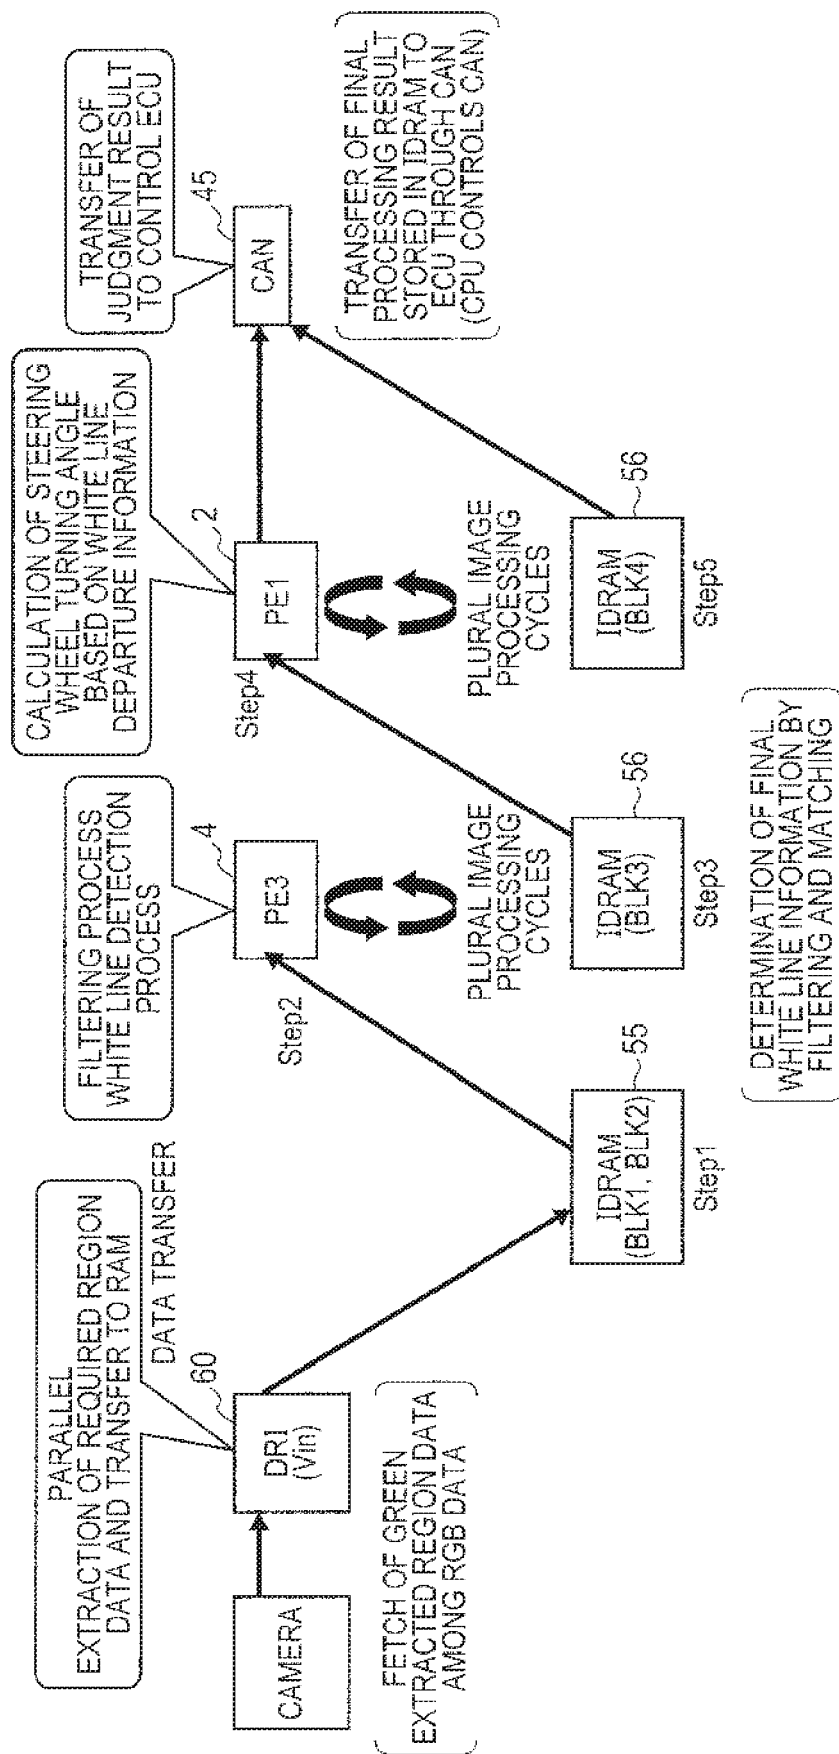 PARALLEL
EXTRACTION OF REQUIRED REGION
DATA AND TRANSFER TO RAM
DATA TRANSFER
CAMERA
60
DRI
(Vin)
FETCH OF GREEN
EXTRACTED REGION DATA
AMONG RGB DATA
55
IDRAM
(BLK1, BLK2)
Step1
FILTERING PROCESS
WHITE LINE DETECTION
PROCESS
4
PE3
Step2
PLURAL IMAGE
PROCESSING
CYCLES
56
IDRAM
(BLK3)
Step3
DETERMINATION OF FINAL
WHITE LINE INFORMATION BY
FILTERING AND MATCHING
CALCULATION OF STEERING
WHEEL TURNING ANGLE
BASED ON WHITE LINE
DEPARTURE INFORMATION
2
PE1
Step4
PLURAL IMAGE
PROCESSING
CYCLES
56
IDRAM
(BLK4)
Step5
TRANSFER OF
JUDGMENT RESULT
TO CONTROL ECU
45
CAN
TRANSFER OF FINAL
PROCESSING RESULT
STORED IN IDRAM TO
ECU THROUGH CAN
(CPU CONTROLS CAN)